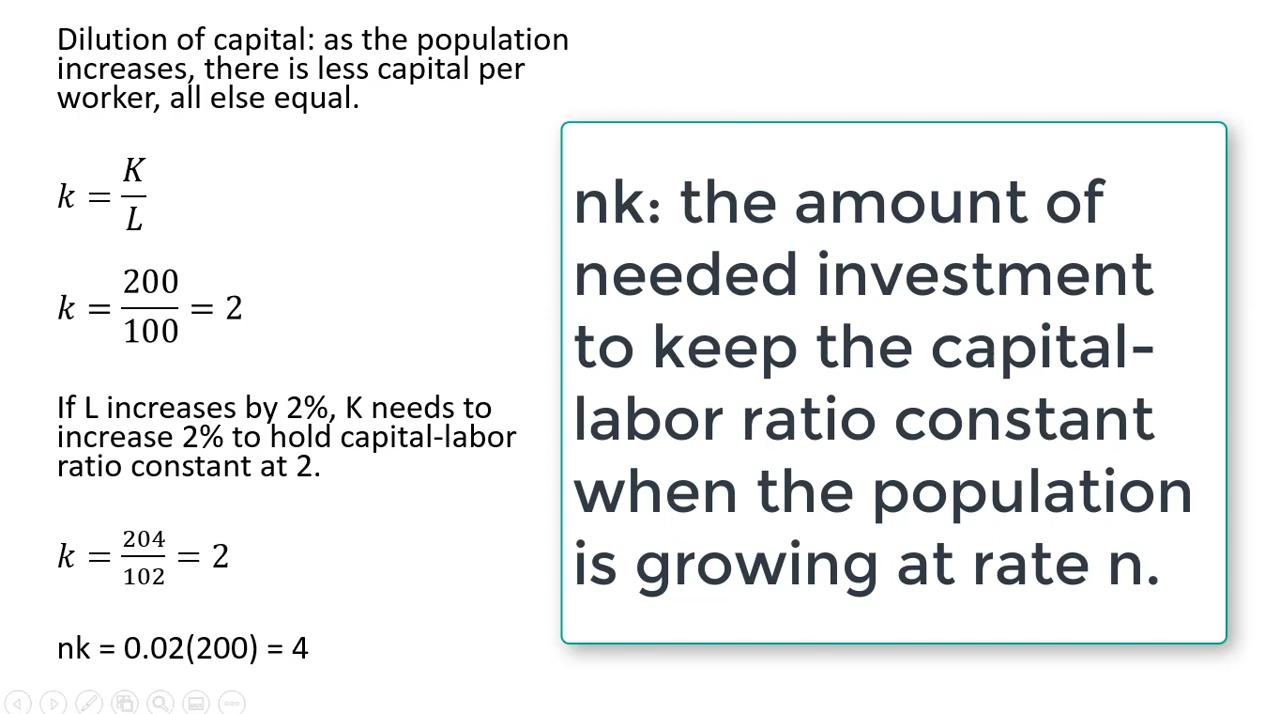 Dilution of capital: as the population
increases, there is less capital per
worker, all else equal.
k = K/L
k = 200/100 = 2
If L increases by 2%, K needs to
increase 2% to hold capital-labor
ratio constant at 2.
k = 204/102 = 2
nk = 0.02(200) = 4
nk: the amount of
needed investment
to keep the capital-
labor ratio constant
when the population
is growing at rate n.